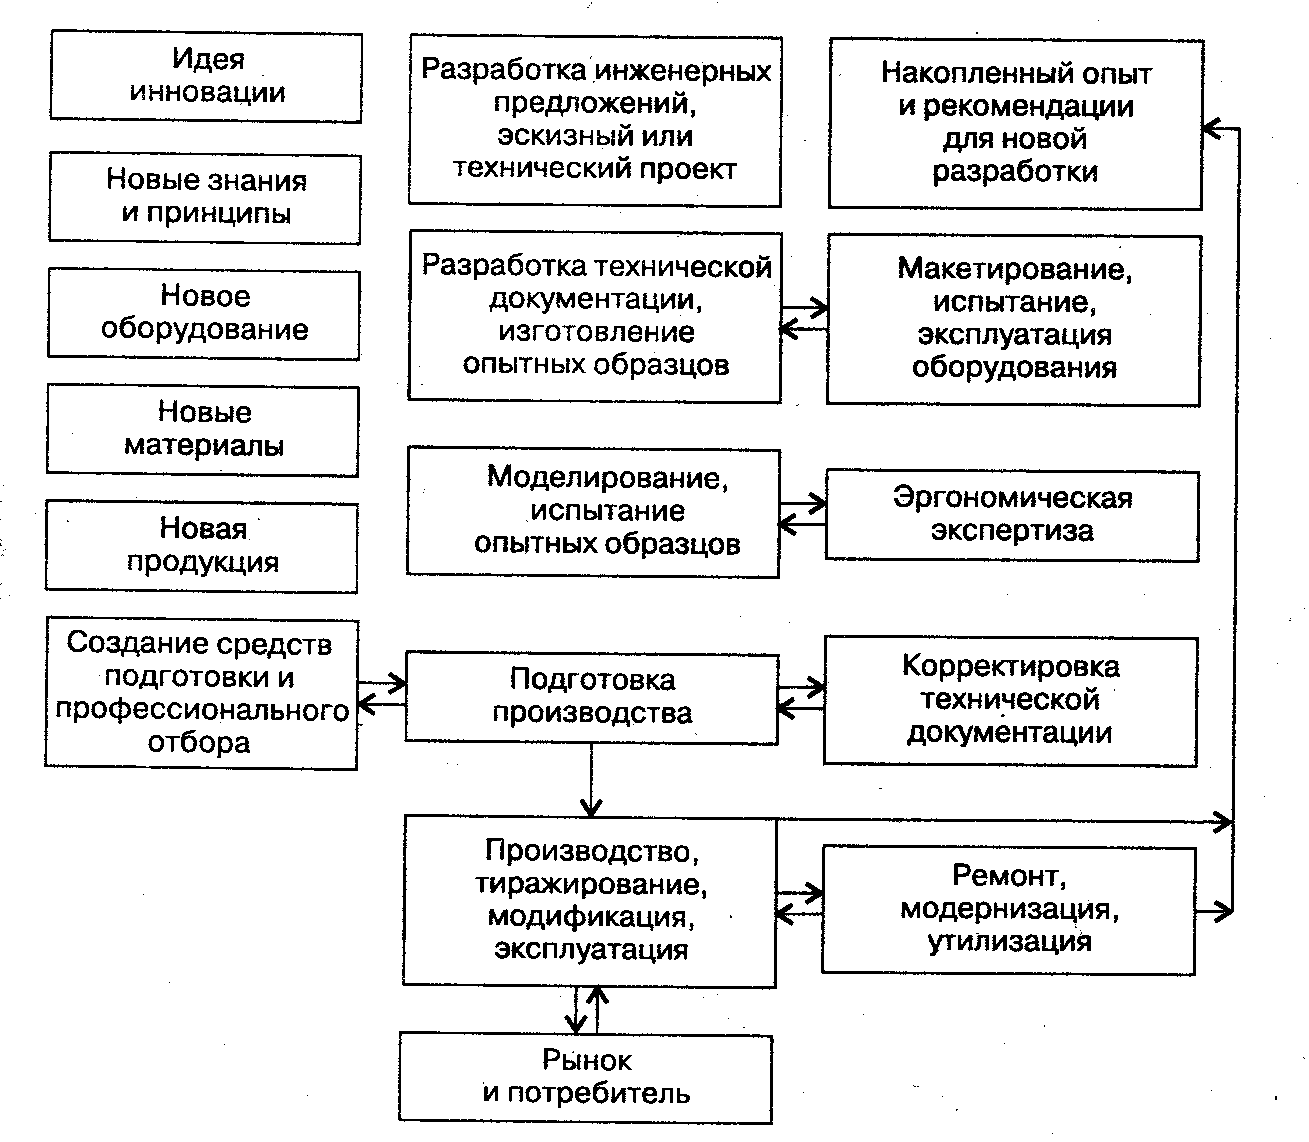 Идея
инновации
Новые знания
и принципы
Новое
оборудование
Новые
материалы
Новая
продукция
Создание средств
подготовки и
профессионального
отбора
Разработка инженерных
предложений,
эскизный или
технический проект
Разработка технической
документации,
изготовление
опытных образцов
Моделирование,
испытание
опытных образцов
Подготовка
производства
Производство,
тиражирование,
модификация,
эксплуатация
Рынок
и потребитель
Накопленный опыт
и рекомендации
для новой
разработки
Макетирование,
испытание,
эксплуатация
оборудования
Эргономическая
экспертиза
Корректировка
технической
документации
Ремонт,
модернизация,
утилизация